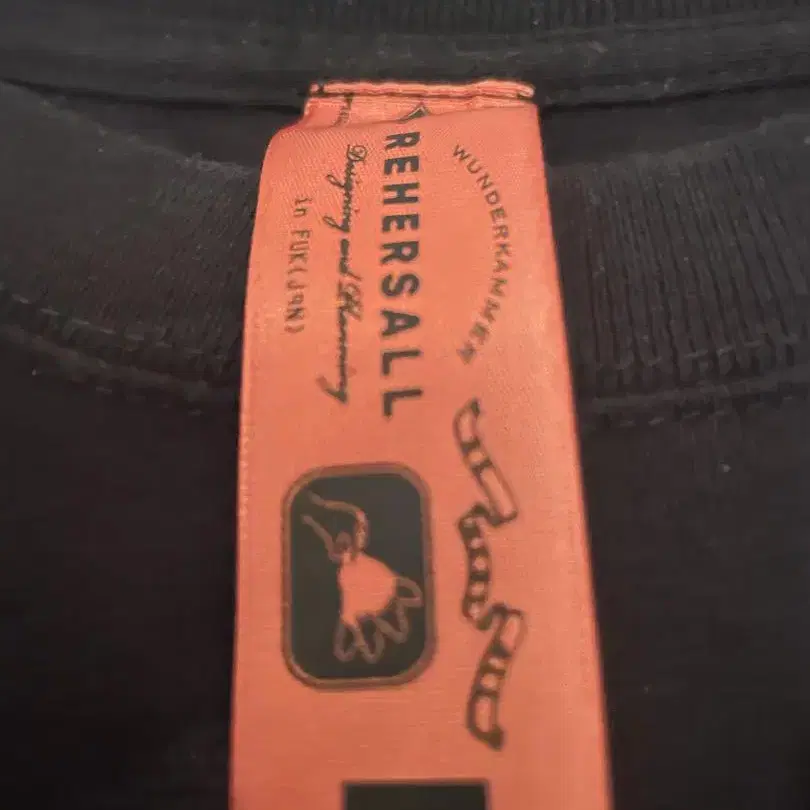 WUNDERKAMMER
REHERSALL
Designing and Planning
in FUK(JPN)